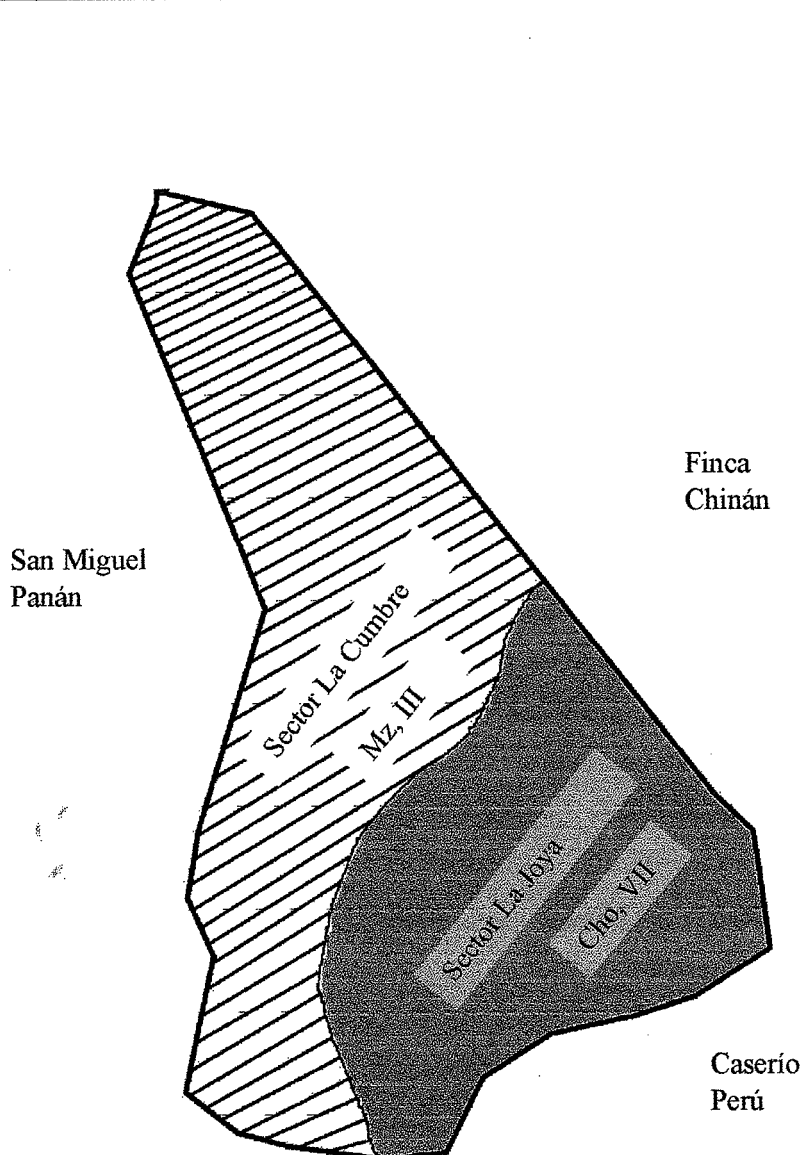 Finca
Chinán
San Miguel
Panán
Sector La Cumbre
Mz, III
Sector La Joya
Cho, VII
Caserío
Perú